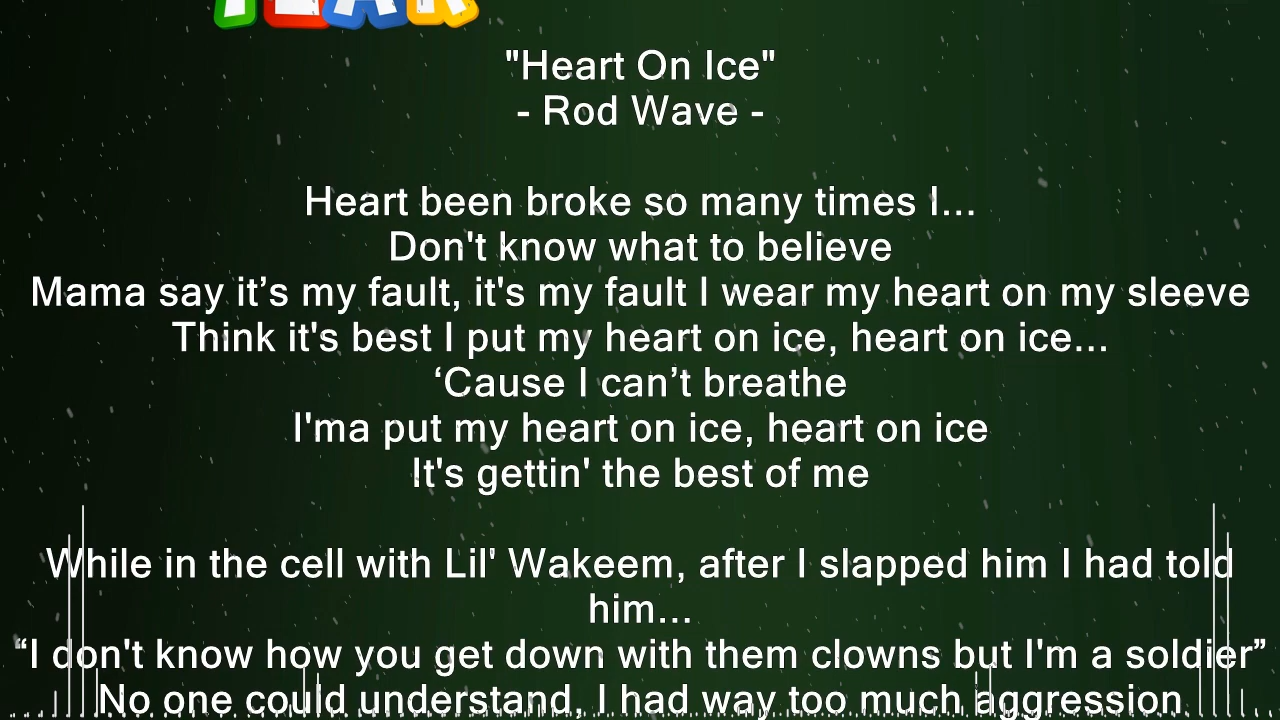 "Heart On Ice"
- Rod Wave -
Heart been broke so many times I...
Don't know what to believe
Mama say it’s my fault, it's my fault I wear my heart on my sleeve
Think it's best I put my heart on ice, heart on ice...
‘Cause I can’t breathe
I'ma put my heart on ice, heart on ice
It's gettin' the best of me
While in the cell with Lil' Wakeem, after I slapped him I had told
him...
“I don't know how you get down with them clowns but I'm a soldier”
No one could understand, I had way too much aggression